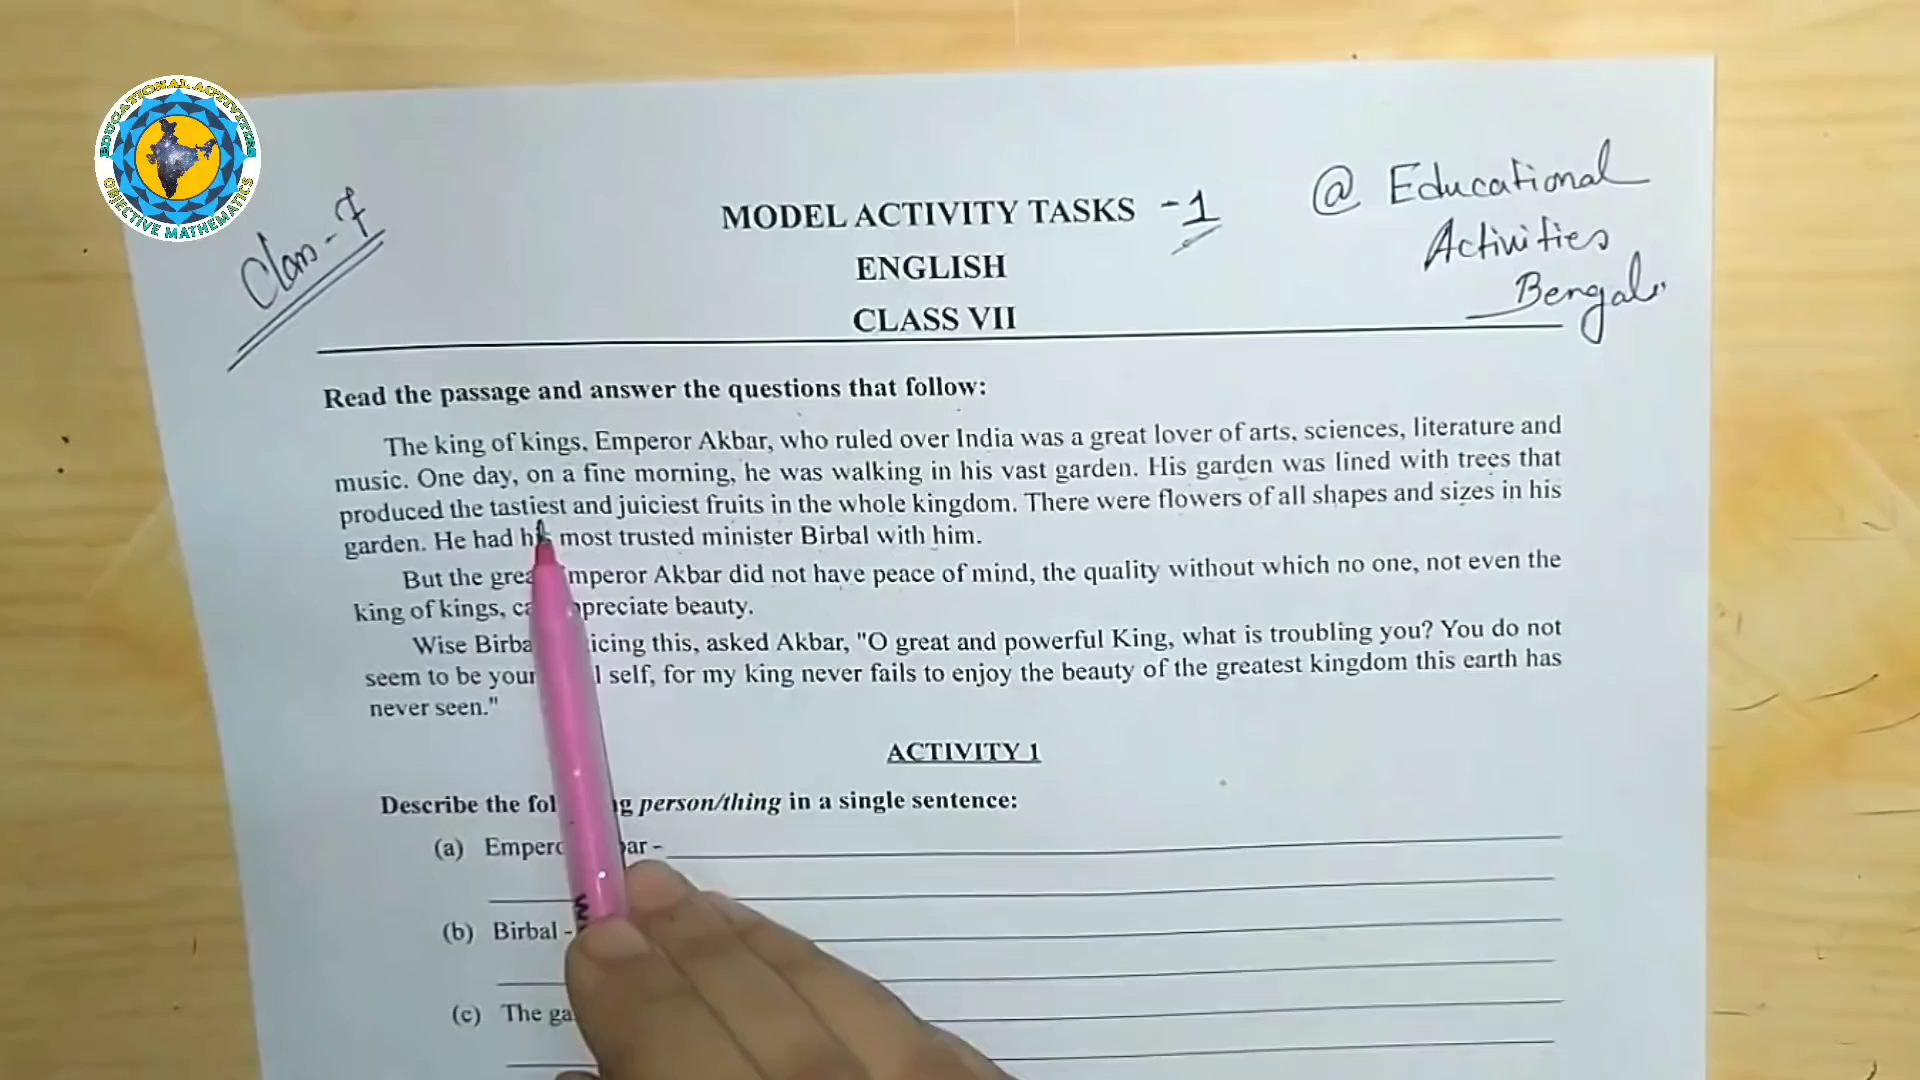 EDUCATIONAL ACTIVITIES
OBJECTIVE MATHEMATICS
Class - 7
MODEL ACTIVITY TASKS - 1
ENGLISH
CLASS VII
@ Educational
Activities
Bengal.
Read the passage and answer the questions that follow:
The king of kings, Emperor Akbar, who ruled over India was a great lover of arts, sciences, literature and
music. One day, on a fine morning, he was walking in his vast garden. His garden was lined with trees that
produced the tastiest and juiciest fruits in the whole kingdom. There were flowers of all shapes and sizes in his
garden. He had his most trusted minister Birbal with him.
But the great Emperor Akbar did not have peace of mind, the quality without which no one, not even the
king of kings, can appreciate beauty.
Wise Birbal this, asked Akbar, "O great and powerful King, what is troubling you? You do not
seem to be your self, for my king never fails to enjoy the beauty of the greatest kingdom this earth has
never seen."
ACTIVITY 1
Describe the following person/thing in a single sentence:
(a) Emperor Akbar -
(b) Birbal -
(c) The